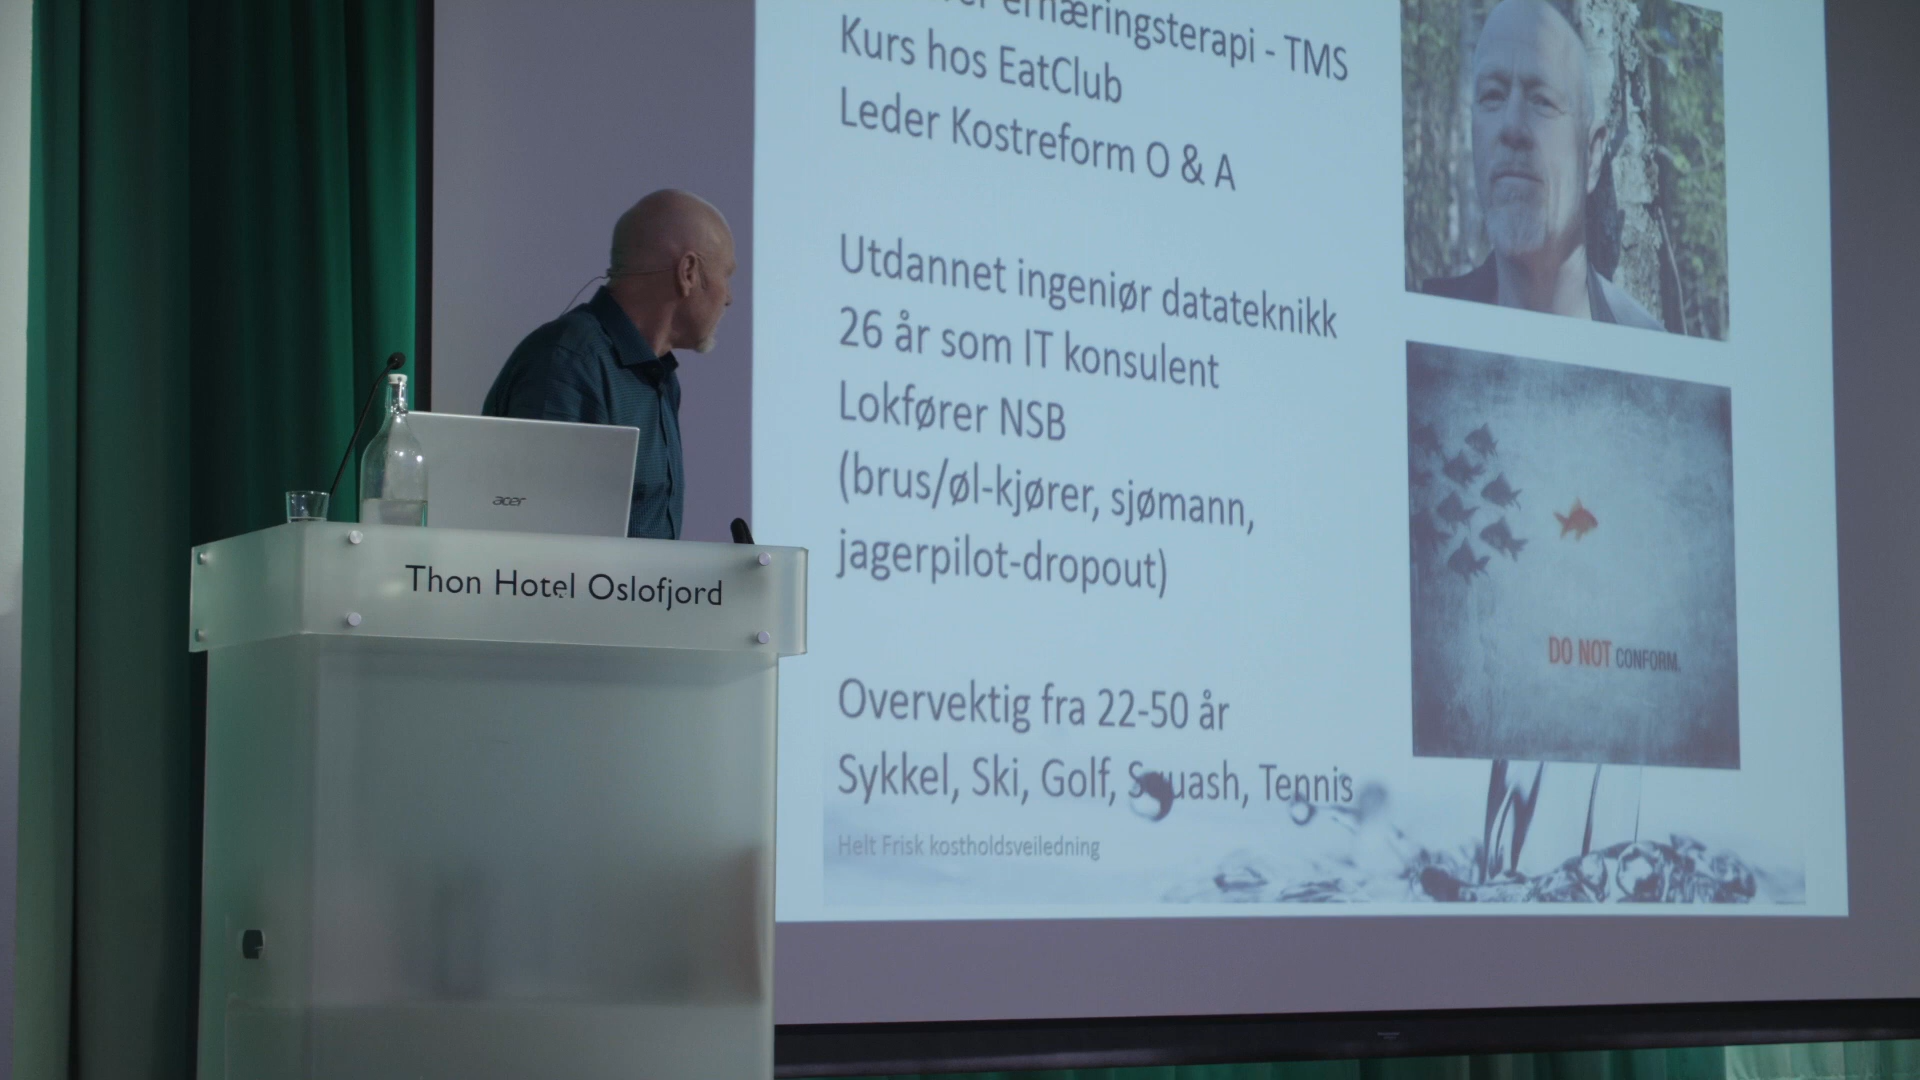 ernæringsterapi - TMS
Kurs hos EatClub
Leder Kostreform O & A
Utdannet ingeniør datateknikk
26 år som IT konsulent
Lokfører NSB
(brus/øl-kjører, sjømann,
jagerpilot-dropout)
Overvektig fra 22-50 år
Sykkel, Ski, Golf, Squash, Tennis
Helt Frisk kostholdsveiledning
DO NOT CONFORM.
acer
Thon Hotel Oslofjord